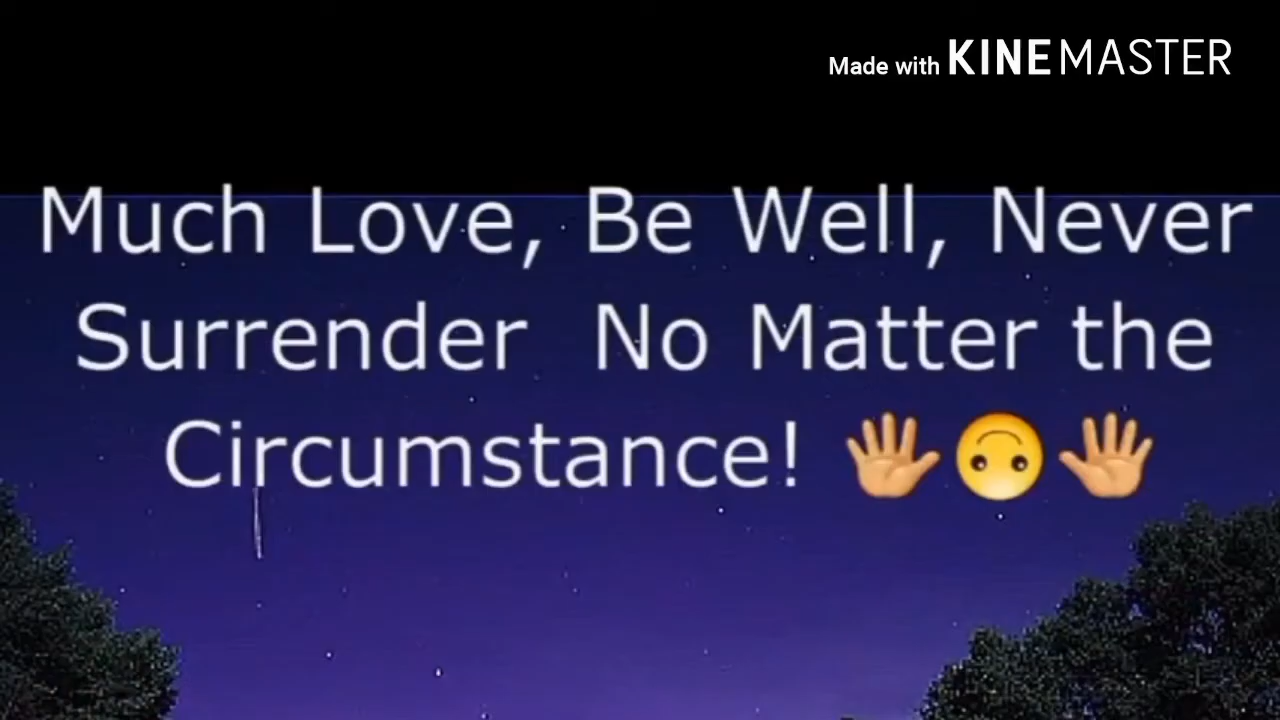 Made with KINEMASTER
Much Love, Be Well, Never
Surrender  No Matter the
Circumstance! 🖐🏽🙃🖐🏽